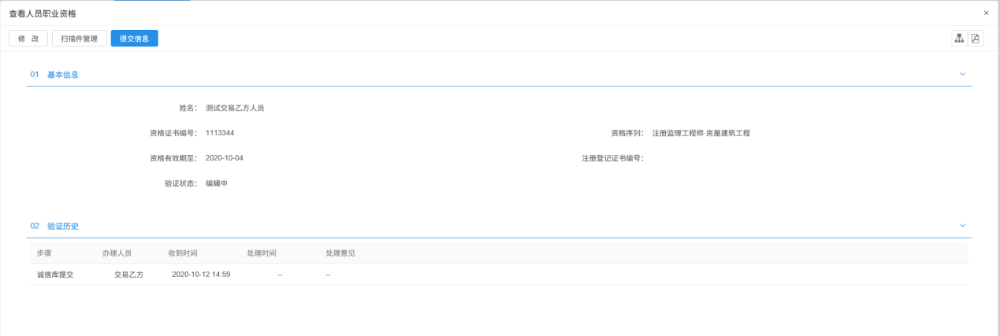 查看人员职业资格 ×
修 改 扫描件管理 提交信息
01 基本信息
姓名： 测试交易乙方人员
资格证书编号： 1113344 资格序列： 注册监理工程师·房屋建筑工程
资格有效期至： 2020-10-04 注册登记证书编号：
验证状态： 编辑中
02 验证历史
步骤 办理人员 收到时间 处理时间 处理意见
诚信库提交 交易乙方 2020-10-12 14:59 -- --